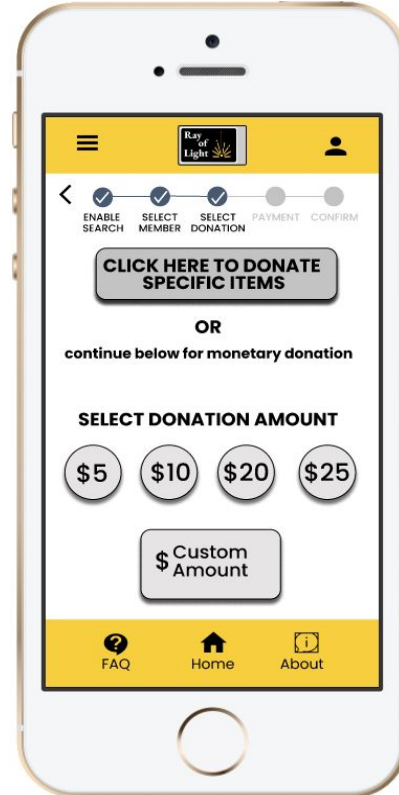 Ray
of
Light
ENABLE SEARCH
SELECT MEMBER
SELECT DONATION
PAYMENT
CONFIRM
CLICK HERE TO DONATE
SPECIFIC ITEMS
OR
continue below for monetary donation
SELECT DONATION AMOUNT
$5 $10 $20 $25
$ Custom
Amount
FAQ Home About